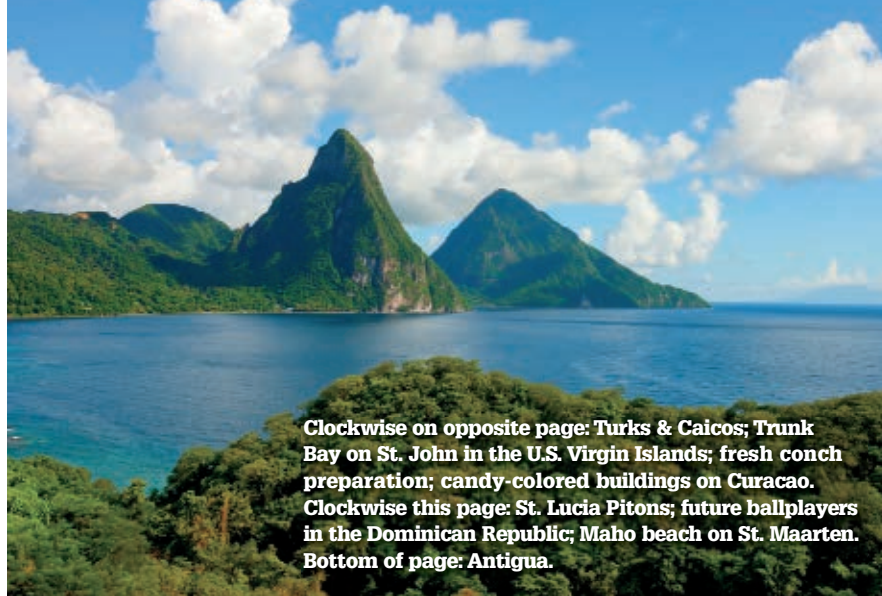 Clockwise on opposite page: Turks & Caicos; Trunk
Bay on St. John in the U.S. Virgin Islands; fresh conch
preparation; candy-colored buildings on Curacao.
Clockwise this page: St. Lucia Pitons; future ballplayers
in the Dominican Republic; Maho beach on St. Maarten.
Bottom of page: Antigua.